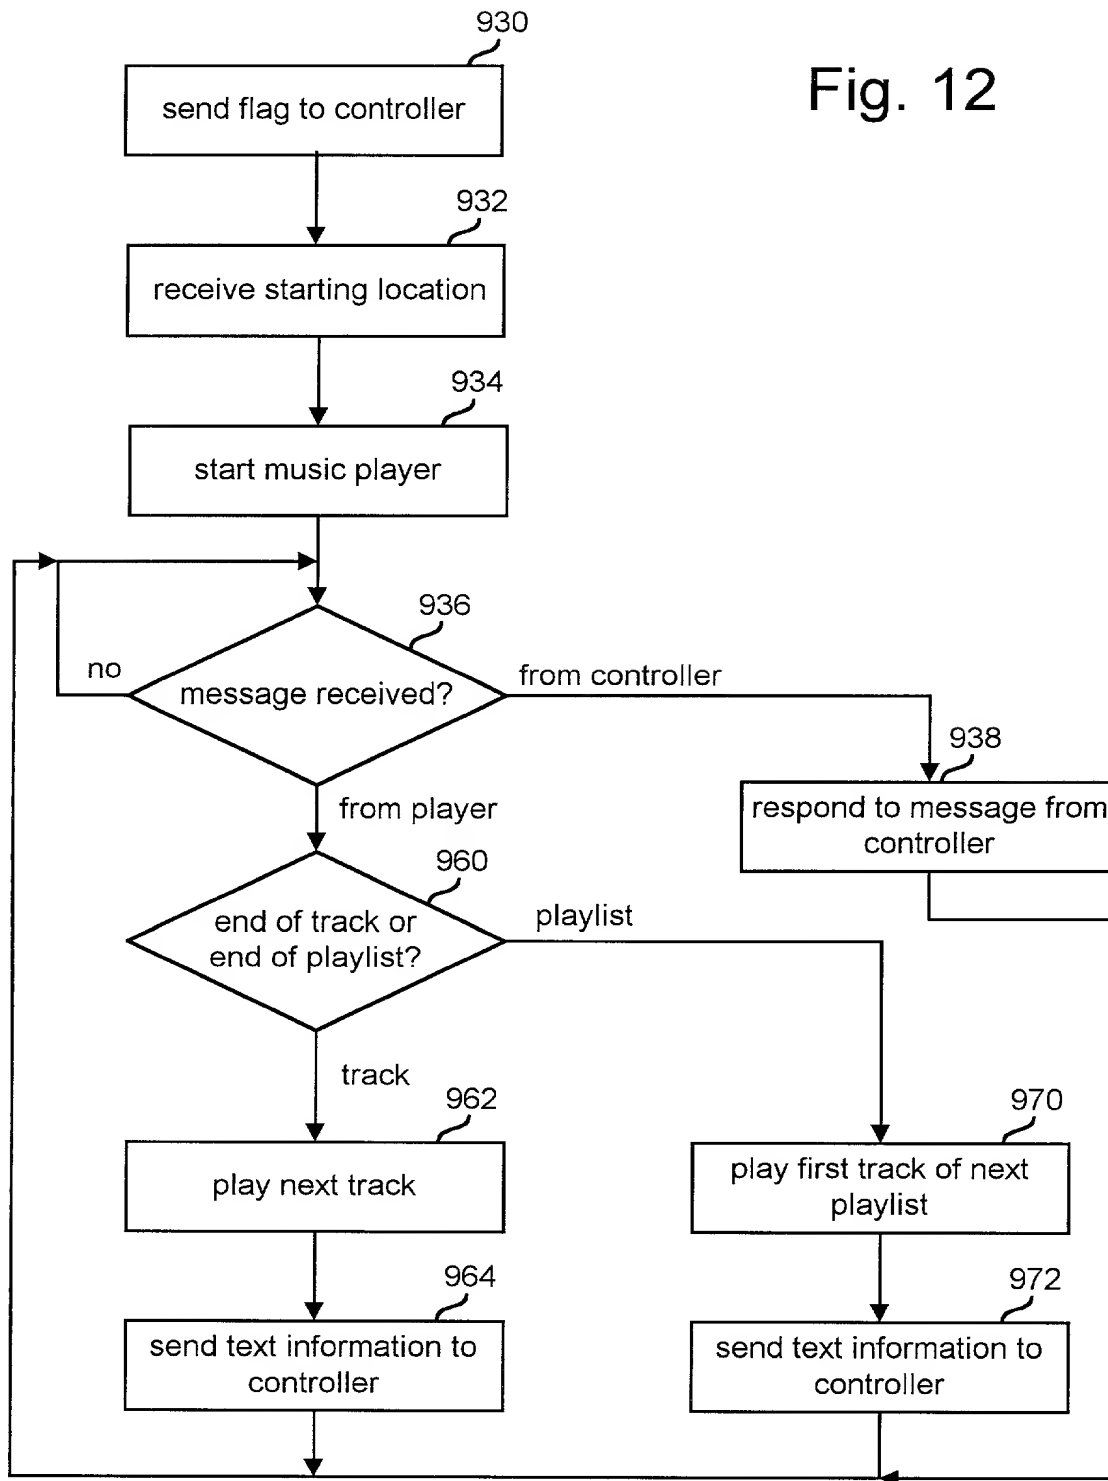 930
Fig. 12
send flag to controller
932
receive starting location
934
start music player
936
no
message received?
from controller
938
from player
respond to message from
controller
960
end of track or
end of playlist?
playlist
track
962
970
play next track
play first track of next
playlist
964
972
send text information to
controller
send text information to
controller